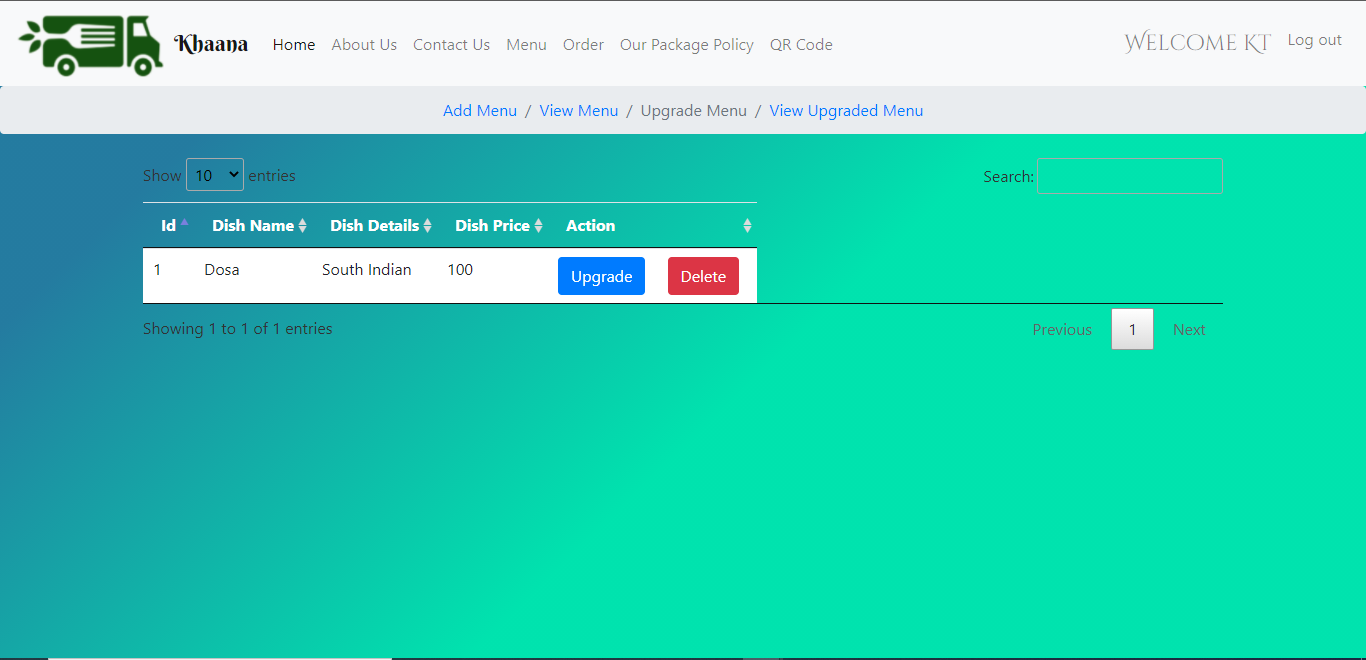 Khaana Home About Us Contact Us Menu Order Our Package Policy QR Code Welcome KT Log out
Add Menu / View Menu / Upgrade Menu / View Upgraded Menu
Show 10 entries Search:
Id Dish Name Dish Details Dish Price Action
1 Dosa South Indian 100 Upgrade Delete
Showing 1 to 1 of 1 entries Previous 1 Next